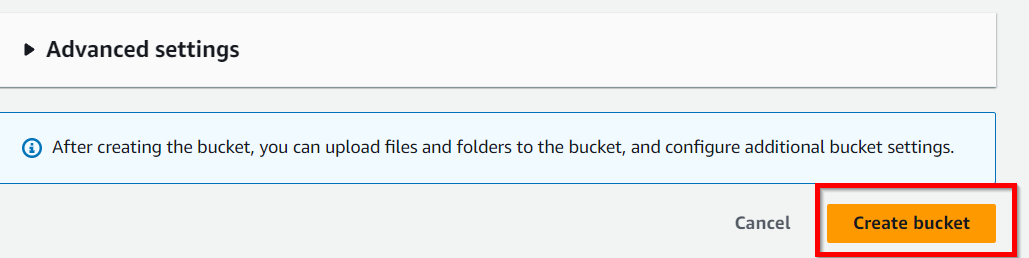 Advanced settings
After creating the bucket, you can upload files and folders to the bucket, and configure additional bucket settings.
Cancel
Create bucket